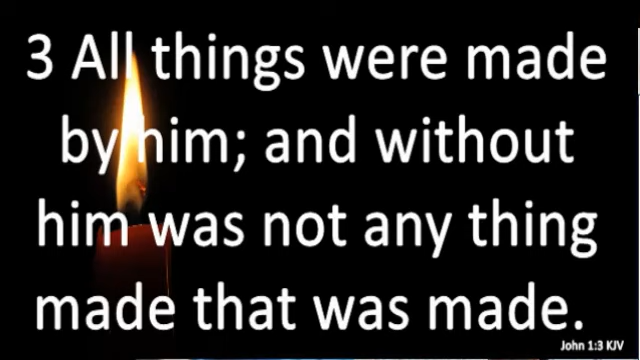 3 All things were made
by him; and without
him was not any thing
made that was made.
John 1:3 KJV